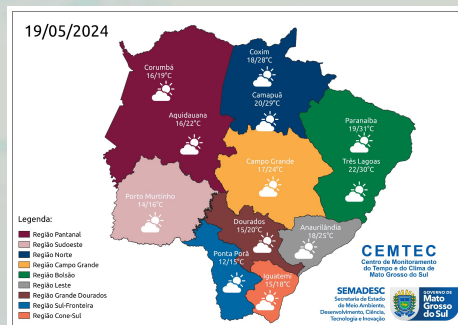 19/05/2024
Coxim
18/28°C
Corumbá
16/19°C
Camapuã
20/29°C
Aquidauana
16/22°C
Paranaíba
19/31°C
Campo Grande
17/24°C
Três Lagoas
22/30°C
Porto Murtinho
14/16°C
Dourados
15/20°C
Anaurilândia
18/25°C
Ponta Porã
12/15°C
Iguatemi
15/18°C
Legenda:
Região Pantanal
Região Sudoeste
Região Norte
Região Campo Grande
Região Bolsão
Região Leste
Região Grande Dourados
Região Sul-Fronteira
Região Cone-Sul
CEMTEC
Centro de Monitoramento
do Tempo e do Clima de
Mato Grosso do Sul
SEMADESC
Secretaria de Estado
de Meio Ambiente,
Desenvolvimento, Ciência,
Tecnologia e Inovação
GOVERNO DE
Mato
Grosso
do Sul